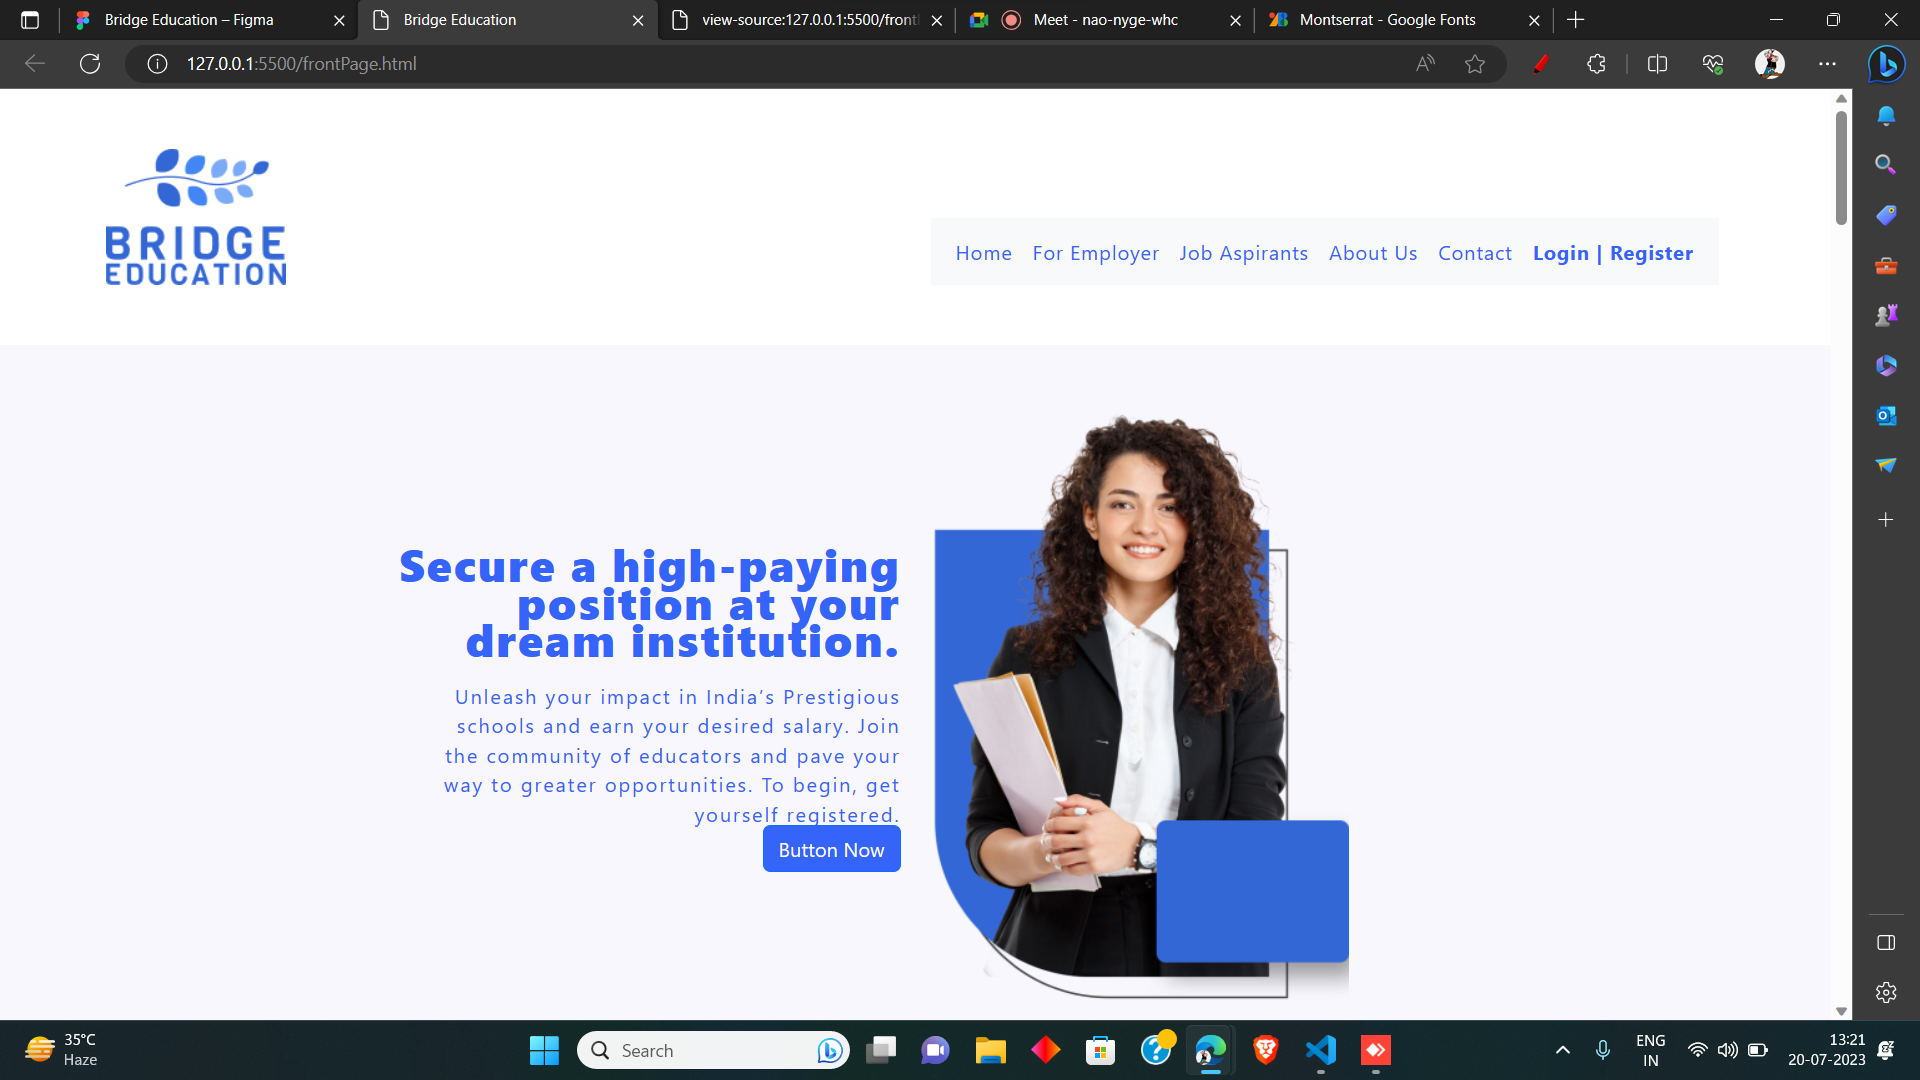 Bridge Education – Figma
Bridge Education
view-source:127.0.0.1:5500/front
Meet - nao-nyge-whc
Montserrat - Google Fonts
127.0.0.1:5500/frontPage.html
BRIDGE
EDUCATION
Home For Employer Job Aspirants About Us Contact Login | Register
Secure a high-paying
position at your
dream institution.
Unleash your impact in India’s Prestigious
schools and earn your desired salary. Join
the community of educators and pave your
way to greater opportunities. To begin, get
yourself registered.
Button Now
35°C
Haze
Search
ENG
IN
13:21
20-07-2023